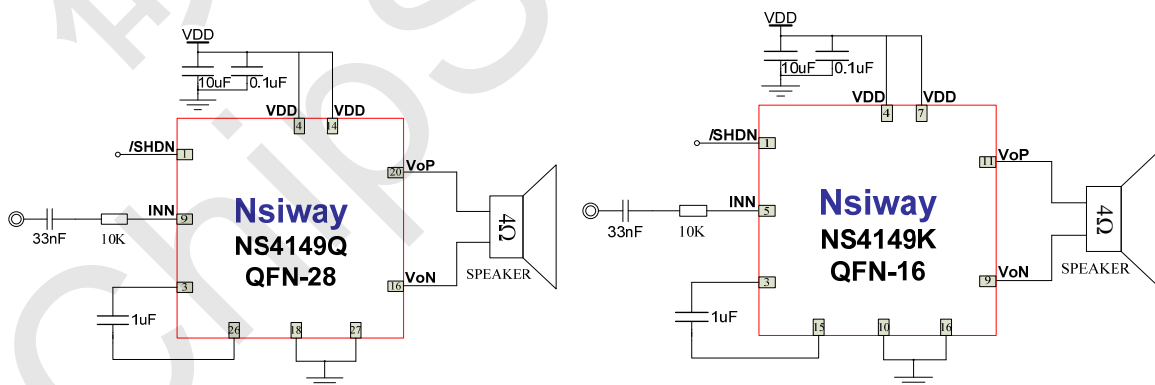 VDD
10uF
0.1uF
VDD
VDD
4
14
/SHDN
1
INN
9
33nF
10K
Nsiway
NS4149Q
QFN-28
20
VoP
4Ω
SPEAKER
16
VoN
3
1uF
26
18
27
VDD
10uF
0.1uF
VDD
VDD
4
7
/SHDN
1
INN
5
33nF
10K
Nsiway
NS4149K
QFN-16
11
VoP
4Ω
SPEAKER
9
VoN
3
1uF
15
10
16